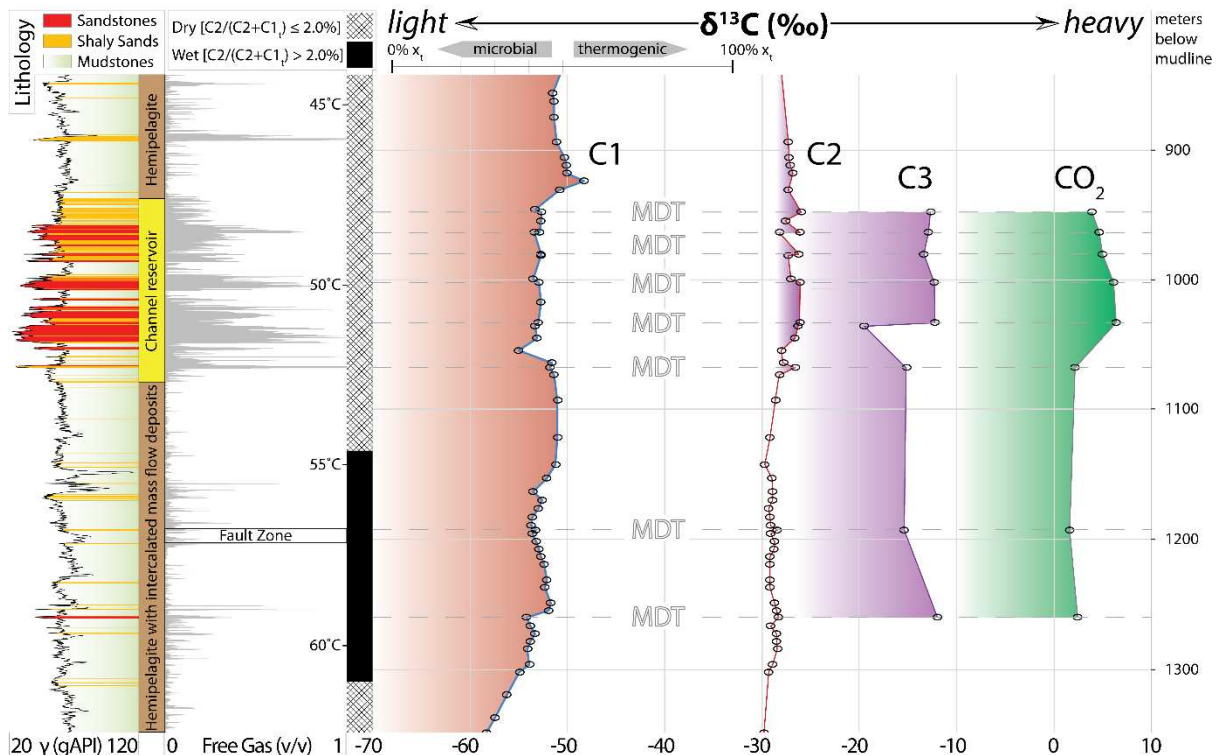 Lithology
Sandstones
Shaly Sands
Mudstones
Dry [C2/(C2+C1t) ≤ 2.0%]
Wet [C2/(C2+C1t) > 2.0%]
light
δ¹³C (‰)
heavy
meters
below
mudline
microbial
thermogenic
0% xt
100% xt
Hemipelagite
Channel reservoir
Hemipelagite with intercalated mass flow deposits
45°C
50°C
55°C
60°C
Fault Zone
C1
C2
C3
CO₂
MDT
MDT
MDT
MDT
MDT
MDT
MDT
900
1000
1100
1200
1300
20 γ (gAPI) 120
0 Free Gas (v/v) 1
-70 -60 -50 -40 -30 -20 -10 0 10